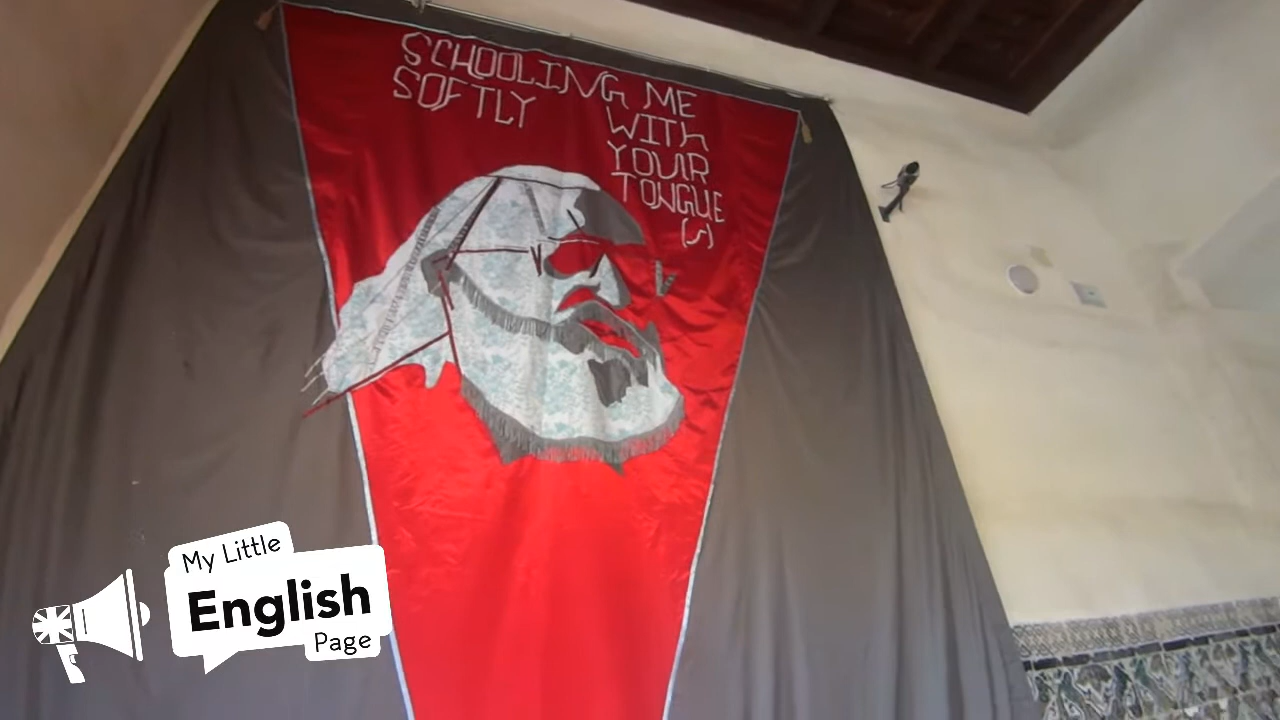 SCHOOLING ME
SOFTLY
WITH
YOUR
TONGUE
(S)
My Little
English
Page